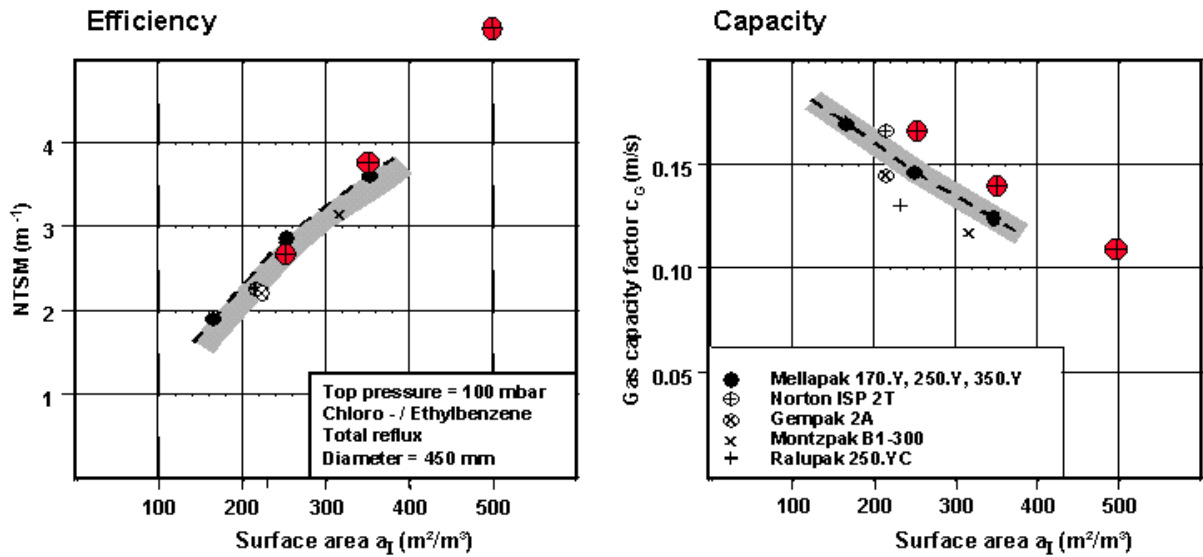 Efficiency
NTSM (m⁻¹)
4
3
2
1
Top pressure = 100 mbar
Chloro - / Ethylbenzene
Total reflux
Diameter = 450 mm
100 200 300 400 500
Surface area a_I (m²/m³)
Capacity
Gas capacity factor c_G (m/s)
0.15
0.10
0.05
Mellapak 170.Y, 250.Y, 350.Y
Norton ISP 2T
Gempak 2A
Montzpak B1-300
Ralupak 250.YC
100 200 300 400 500
Surface area a_I (m²/m³)